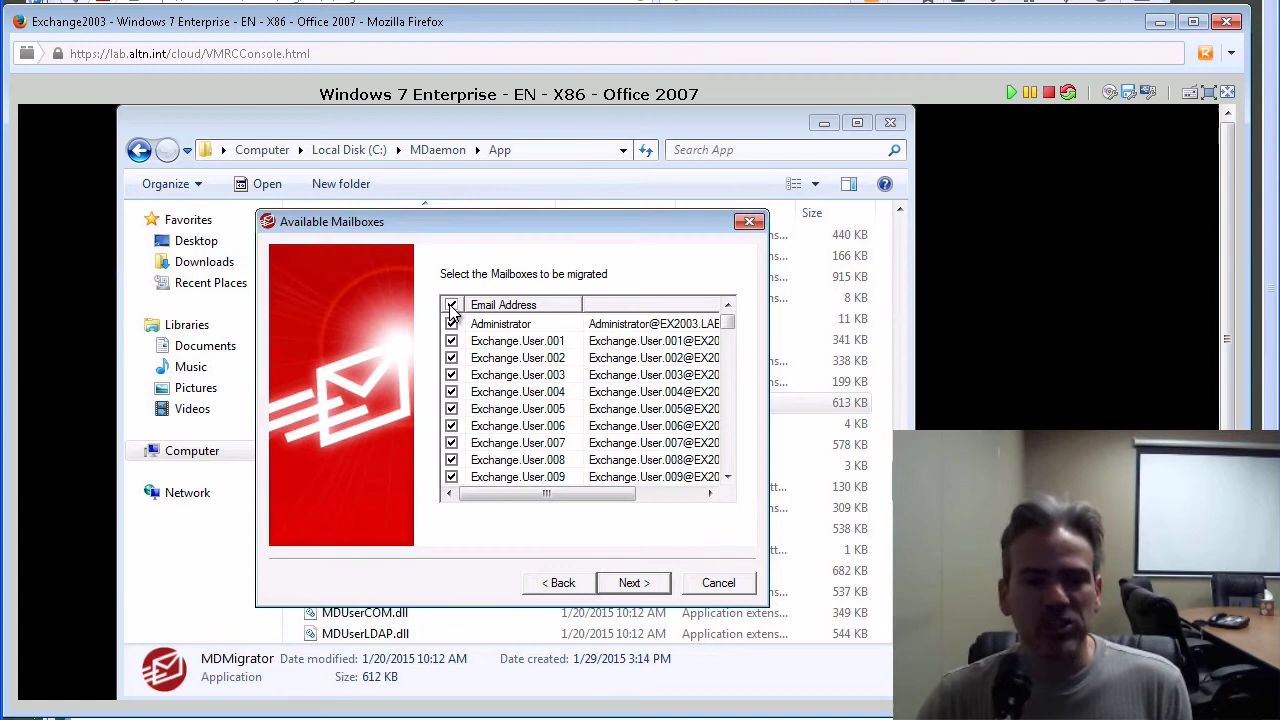 Exchange2003 - Windows 7 Enterprise - EN - X86 - Office 2007 - Mozilla Firefox
https://lab.altn.int/cloud/VMRCConsole.html
Windows 7 Enterprise - EN - X86 - Office 2007
Computer Local Disk (C:) MDaemon App Search App
Organize Open New folder
Favorites
Desktop
Downloads
Recent Places
Libraries
Documents
Music
Pictures
Videos
Computer
Network
Available Mailboxes
Select the Mailboxes to be migrated
Email Address
Administrator Administrator@EX2003.LAB
Exchange.User.001 Exchange.User.001@EX20
Exchange.User.002 Exchange.User.002@EX20
Exchange.User.003 Exchange.User.003@EX20
Exchange.User.004 Exchange.User.004@EX20
Exchange.User.005 Exchange.User.005@EX20
Exchange.User.006 Exchange.User.006@EX20
Exchange.User.007 Exchange.User.007@EX20
Exchange.User.008 Exchange.User.008@EX20
Exchange.User.009 Exchange.User.009@EX20
< Back Next > Cancel
Size
s... 440 KB
s... 166 KB
s... 915 KB
s... 8 KB
11 KB
s... 341 KB
s... 338 KB
s... 199 KB
613 KB
s... 4 KB
3 KB
s... 130 KB
s... 309 KB
538 KB
tt... 1 KB
682 KB
s... 537 KB
MDUserCOM.dll 1/20/2015 10:12 AM Application extens... 349 KB
MDUserLDAP.dll 1/20/2015 10:12 AM Application extens... 544 KB
MDMigrator Date modified: 1/20/2015 10:12 AM Date created: 1/29/2015 3:14 PM
Application Size: 612 KB